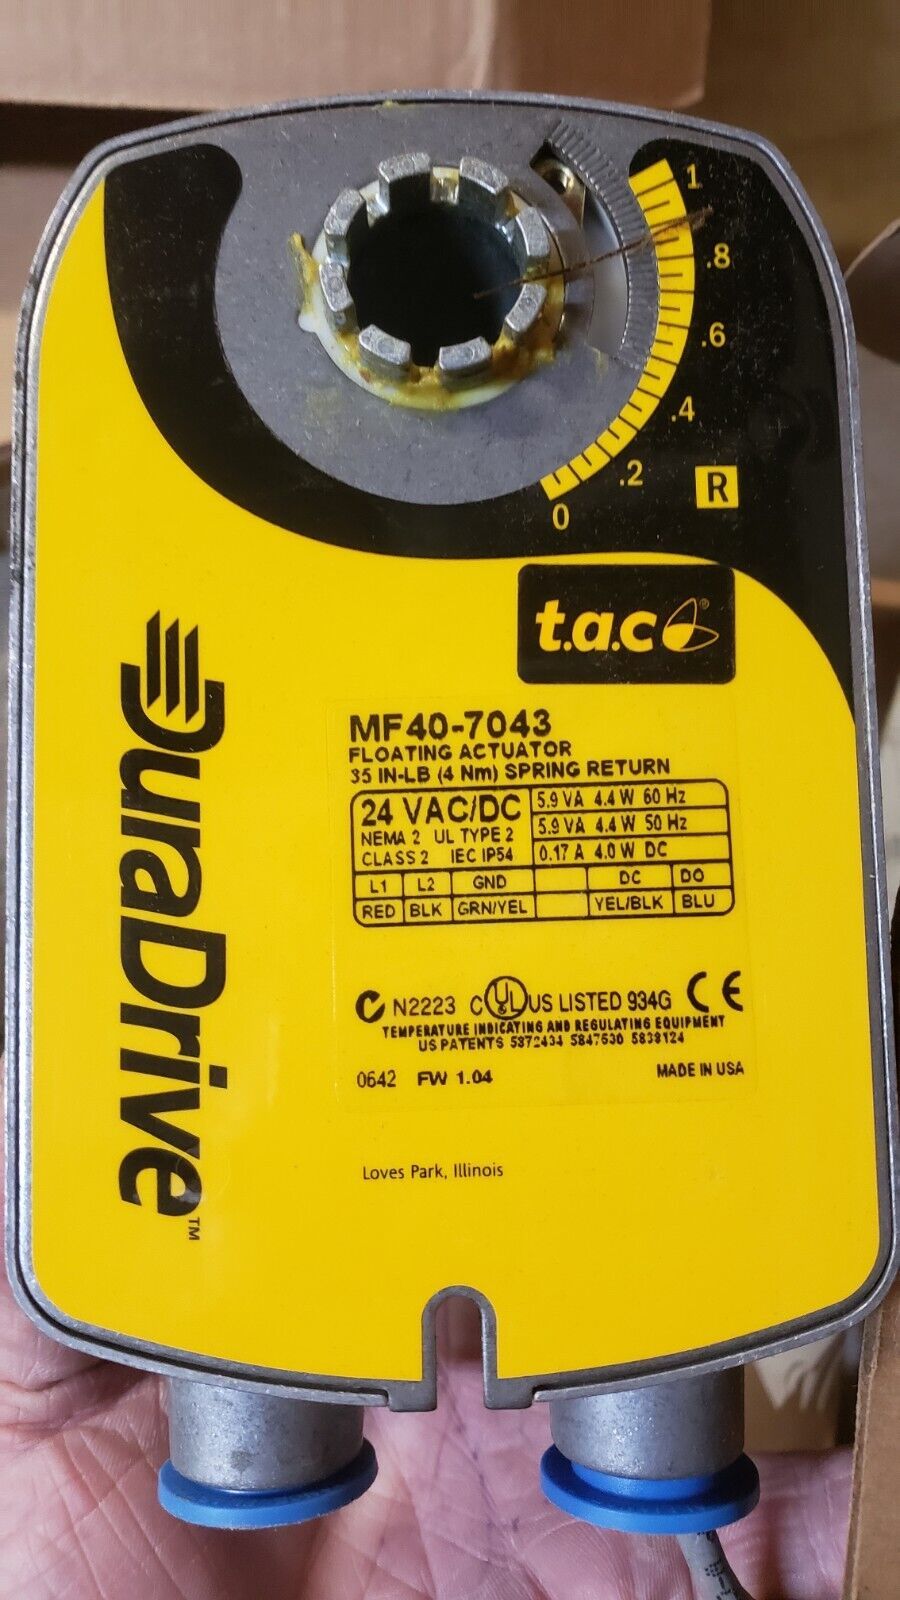 1
.8
.6
.4
.2
0
R
t.a.c ®
DuraDrive™
MF40-7043
FLOATING ACTUATOR
35 IN-LB (4 Nm) SPRING RETURN
24 VAC/DC
NEMA 2 UL TYPE 2
CLASS 2 IEC IP54
5.9 VA 4.4 W 60 Hz
5.9 VA 4.4 W 50 Hz
0.17 A 4.0 W DC
L1 L2 GND DC DO
RED BLK GRN/YEL YEL/BLK BLU
N2223 C UL US LISTED 934G CE
TEMPERATURE INDICATING AND REGULATING EQUIPMENT
US PATENTS 5872434 5847530 5838124
0642 FW 1.04 MADE IN USA
Loves Park, Illinois